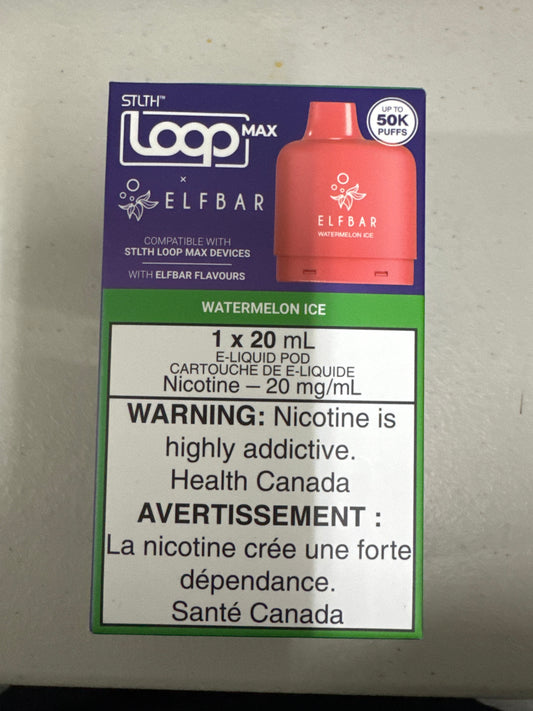 STLTH™
Loop MAX
UP TO
50K
PUFFS
×
ELFBAR
COMPATIBLE WITH
STLTH LOOP MAX DEVICES
WITH ELFBAR FLAVOURS
ELFBAR
WATERMELON ICE
WATERMELON ICE
1 x 20 mL
E-LIQUID POD
CARTOUCHE DE E-LIQUIDE
Nicotine – 20 mg/mL
WARNING: Nicotine is
highly addictive.
Health Canada
AVERTISSEMENT :
La nicotine crée une forte
dépendance.
Santé Canada